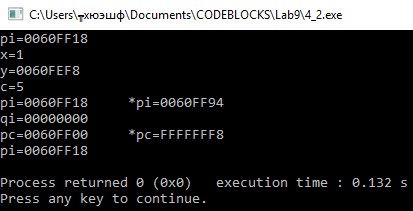 C:\Users\┬хюэшф\Documents\CODEBLOCKS\Lab9\4_2.exe
pi=0060FF18
x=1
y=0060FEF8
c=5
pi=0060FF18     *pi=0060FF94
qi=00000000
pc=0060FF00     *pc=FFFFFFF8
pi=0060FF18
Process returned 0 (0x0)   execution time : 0.132 s
Press any key to continue.